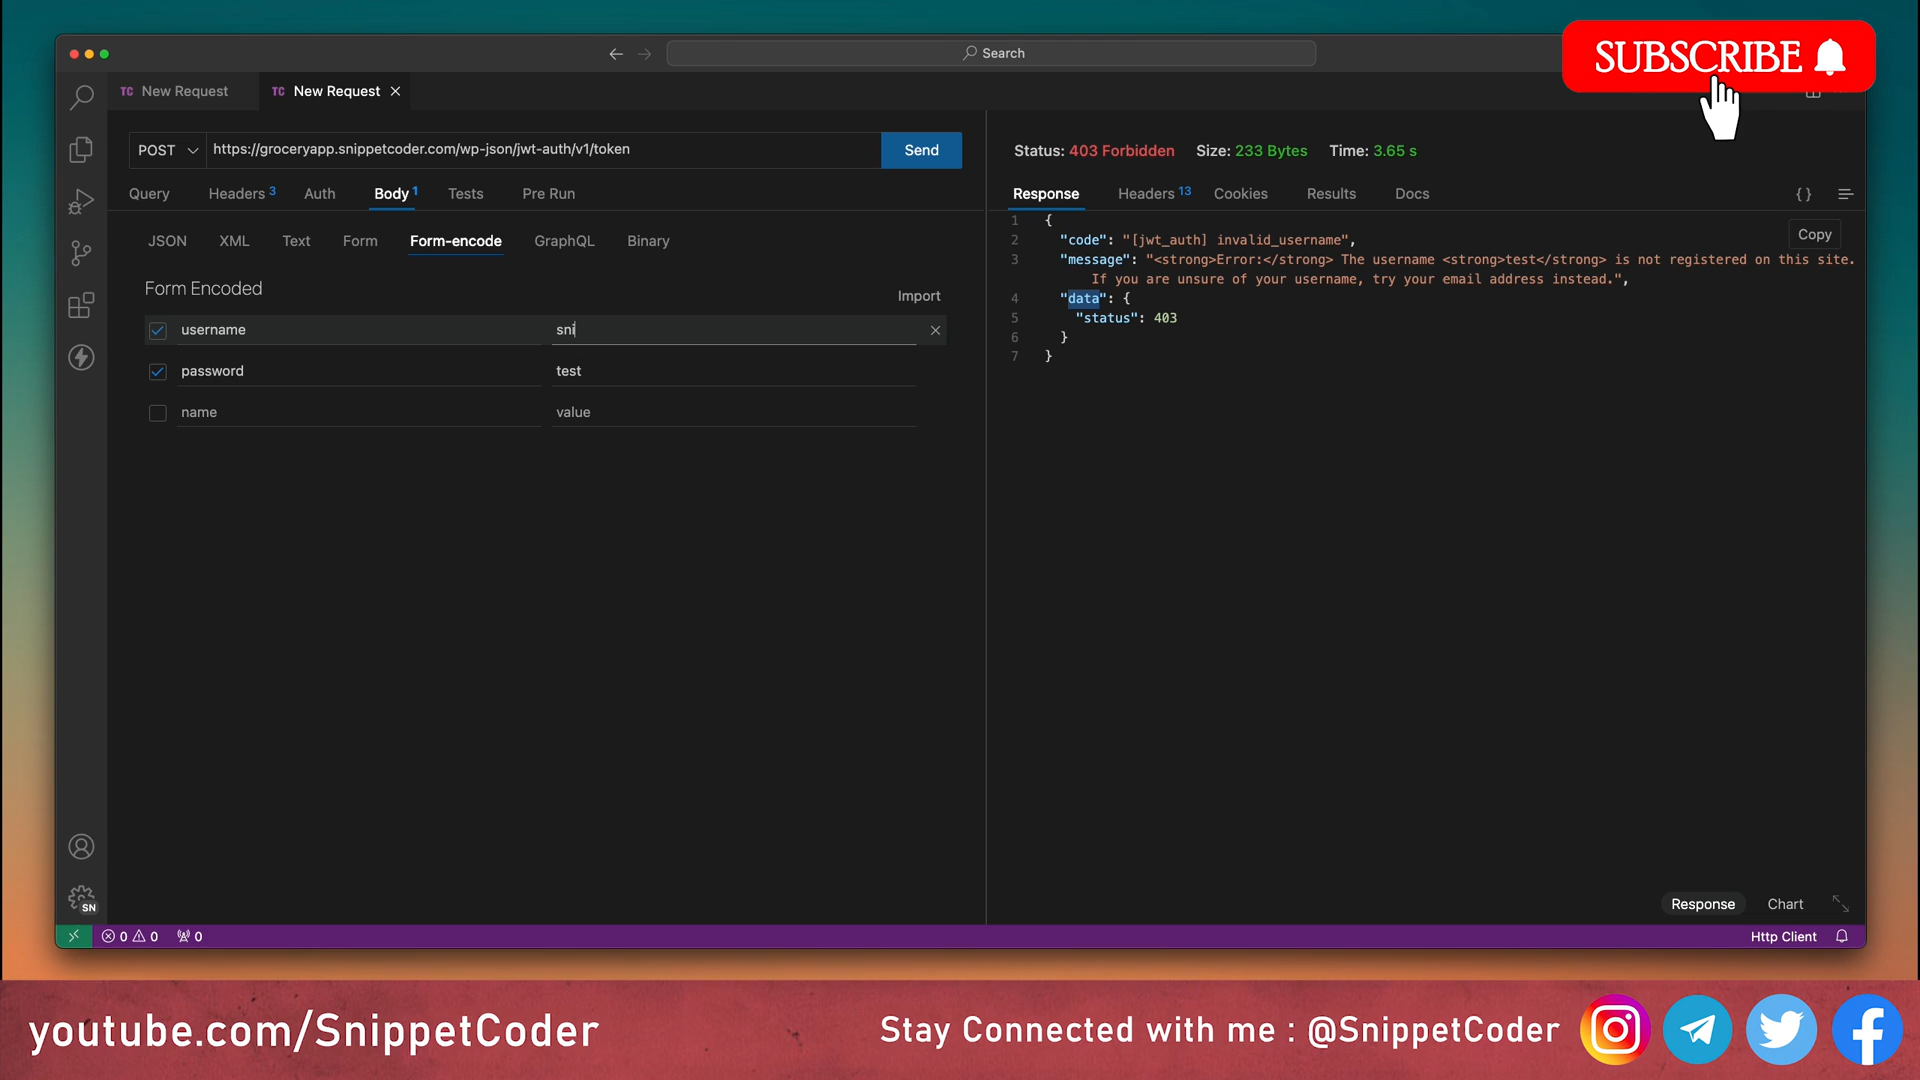 Search
SUBSCRIBE
TC New Request
TC New Request
POST
https://groceryapp.snippetcoder.com/wp-json/jwt-auth/v1/token
Send
Status: 403 Forbidden Size: 233 Bytes Time: 3.65 s
Query Headers 3 Auth Body 1 Tests Pre Run
Response Headers 13 Cookies Results Docs
{ }
JSON XML Text Form Form-encode GraphQL Binary
Form Encoded
Import
username sni
password test
name value
Copy
1 {
2 "code": "[jwt_auth] invalid_username",
3 "message": "<strong>Error:</strong> The username <strong>test</strong> is not registered on this site.
If you are unsure of your username, try your email address instead.",
4 "data": {
5 "status": 403
6 }
7 }
SN
Response Chart
0 0 0
Http Client
youtube.com/SnippetCoder
Stay Connected with me : @SnippetCoder